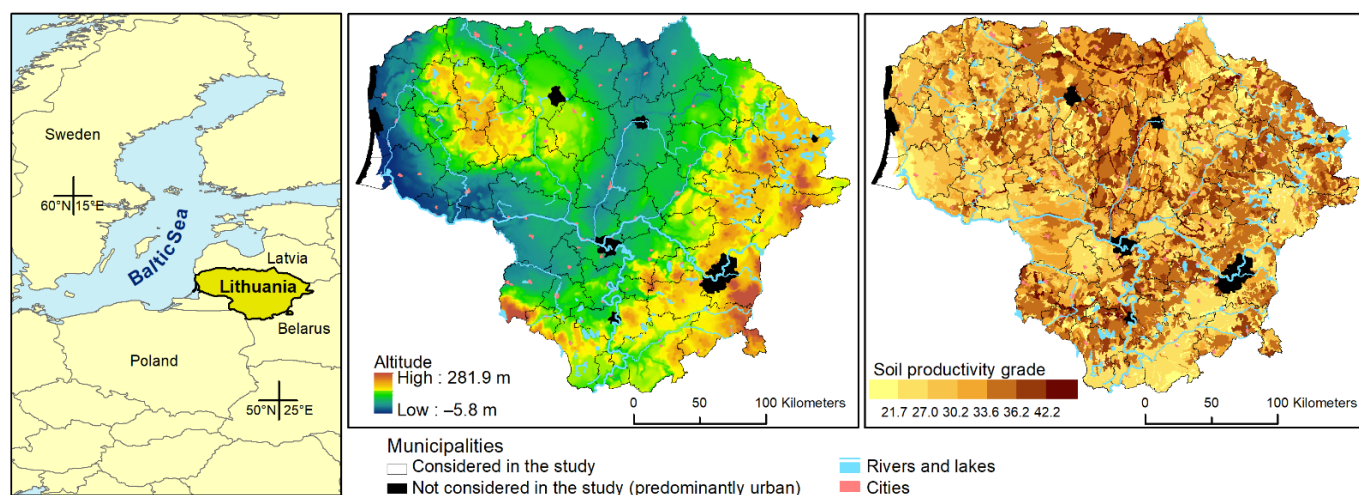 Sweden
60°N 15°E
Baltic Sea
Latvia
Lithuania
Belarus
Poland
50°N 25°E
Altitude
High : 281.9 m
Low : –5.8 m
0 50 100 Kilometers
Soil productivity grade
21.7 27.0 30.2 33.6 36.2 42.2
0 50 100 Kilometers
Municipalities
Considered in the study
Not considered in the study (predominantly urban)
Rivers and lakes
Cities